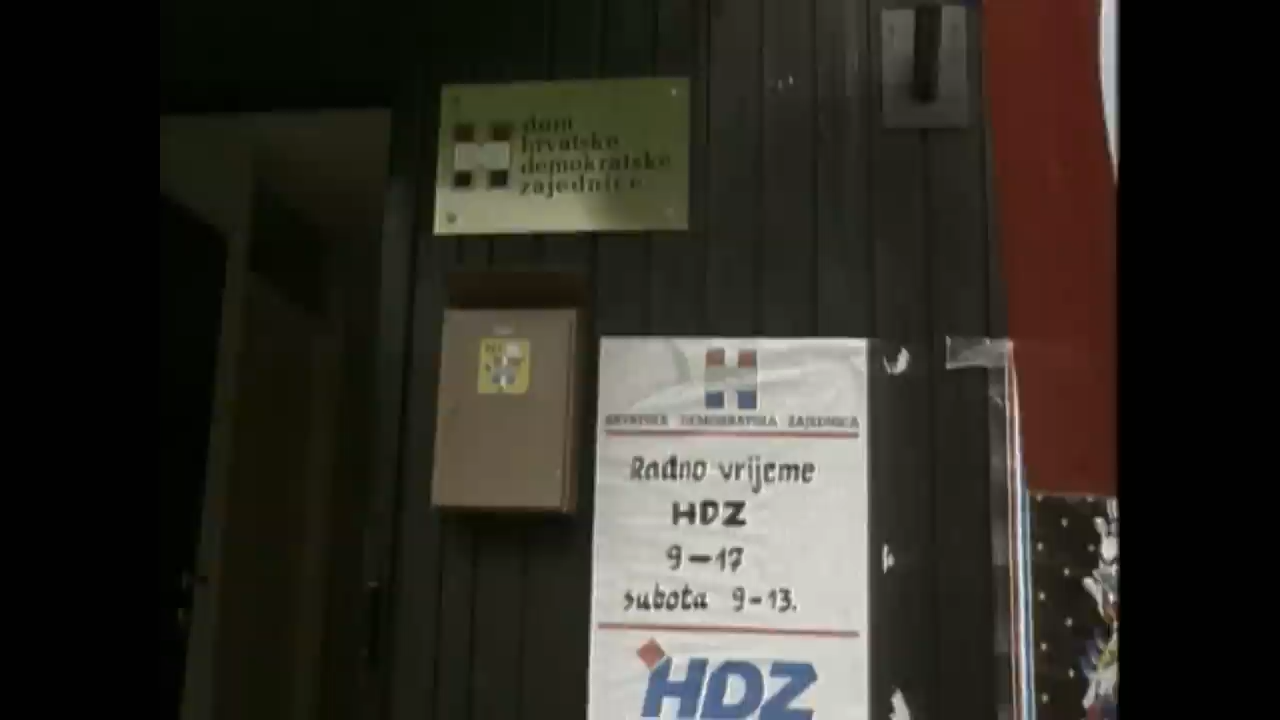 dom
hrvatske
demokratske
zajednice
HRVATSKA DEMOKRATSKA ZAJEDNICA
Radno vrijeme
HDZ
9-17
subota 9-13.
HDZ